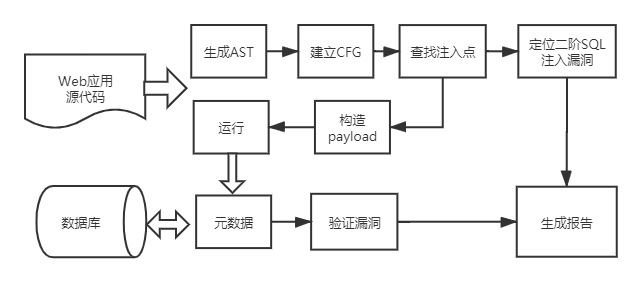 生成AST
建立CFG
查找注入点
定位二阶SQL
注入漏洞
Web应用
源代码
运行
构造
payload
数据库
元数据
验证漏洞
生成报告